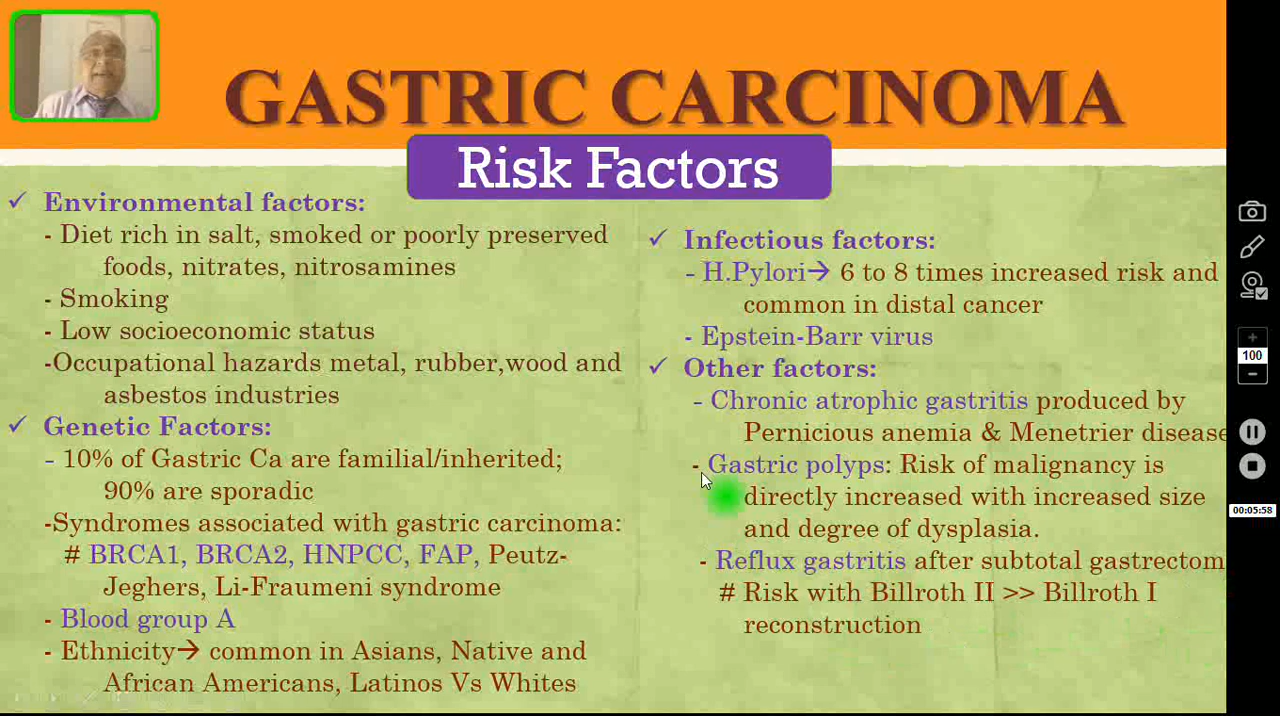 GASTRIC CARCINOMA
Risk Factors
✓ Environmental factors:
- Diet rich in salt, smoked or poorly preserved
foods, nitrates, nitrosamines
- Smoking
- Low socioeconomic status
-Occupational hazards metal, rubber,wood and
asbestos industries
✓ Genetic Factors:
- 10% of Gastric Ca are familial/inherited;
90% are sporadic
-Syndromes associated with gastric carcinoma:
# BRCA1, BRCA2, HNPCC, FAP, Peutz-
Jeghers, Li-Fraumeni syndrome
- Blood group A
- Ethnicity→ common in Asians, Native and
African Americans, Latinos Vs Whites
✓ Infectious factors:
- H.Pylori→ 6 to 8 times increased risk and
common in distal cancer
- Epstein-Barr virus
✓ Other factors:
- Chronic atrophic gastritis produced by
Pernicious anemia & Menetrier disease
- Gastric polyps: Risk of malignancy is
directly increased with increased size
and degree of dysplasia.
- Reflux gastritis after subtotal gastrectom
# Risk with Billroth II >> Billroth I
reconstruction
100
00:05:58